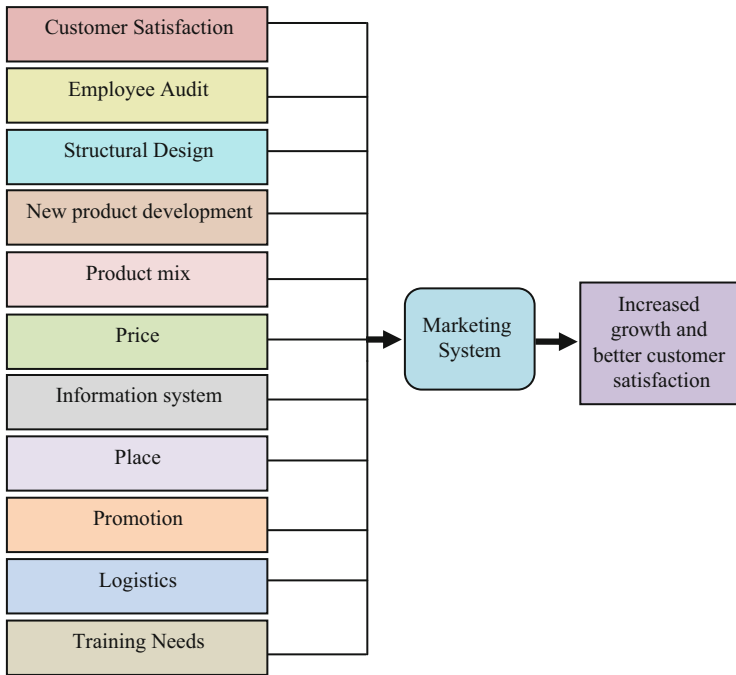 Customer Satisfaction
Employee Audit
Structural Design
New product development
Product mix
Price
Information system
Place
Promotion
Logistics
Training Needs
Marketing
System
Increased
growth and
better customer
satisfaction